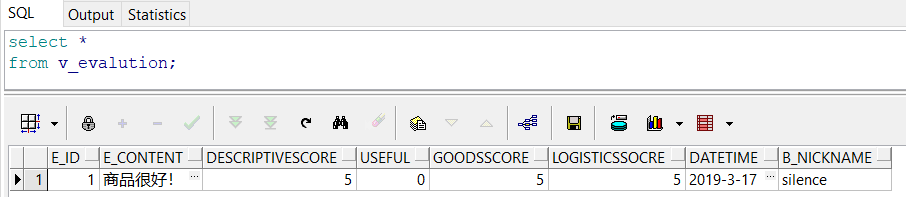 SQL Output Statistics
select *
from v_evalution;
E_ID E_CONTENT DESCRIPTIVESCORE USEFUL GOODSSCORE LOGISTICSSOCRE DATETIME B_NICKNAME
1 1 商品很好! ... 5 0 5 5 2019-3-17 ... silence